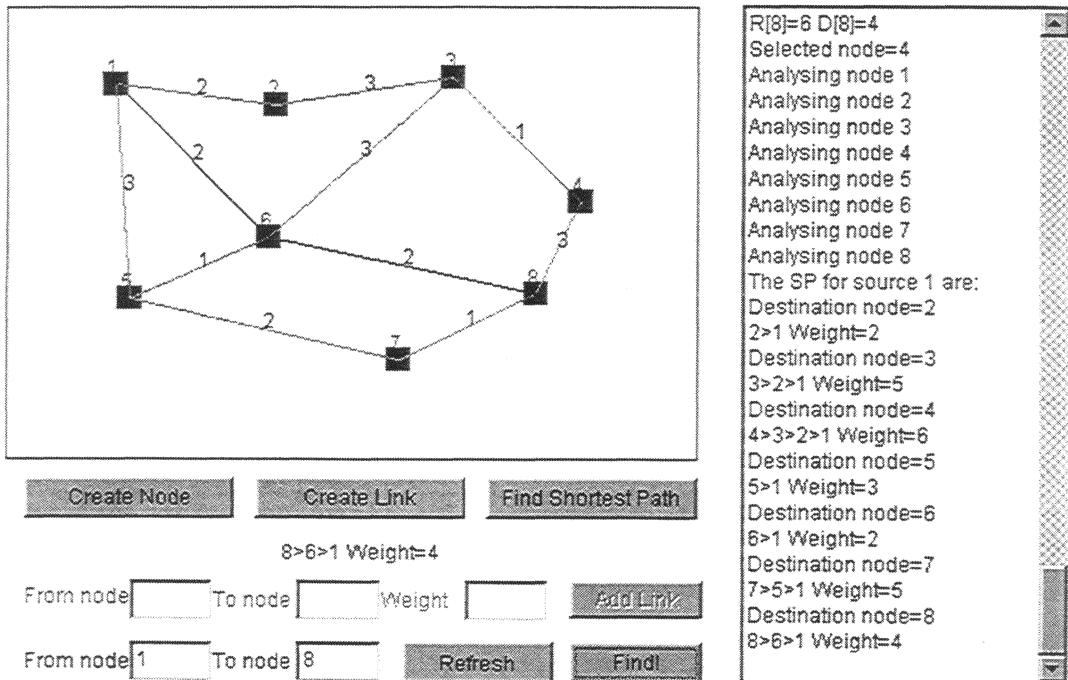 1
2
2
3
3
1
4
3
2
3
6
1
5
2
3
8
2
7
1
Create Node
Create Link
Find Shortest Path
8>6>1 Weight=4
From node
To node
Weight
Add Link
From node 1
To node 8
Refresh
Find!
R[8]=6 D[8]=4
Selected node=4
Analysing node 1
Analysing node 2
Analysing node 3
Analysing node 4
Analysing node 5
Analysing node 6
Analysing node 7
Analysing node 8
The SP for source 1 are:
Destination node=2
2>1 Weight=2
Destination node=3
3>2>1 Weight=5
Destination node=4
4>3>2>1 Weight=6
Destination node=5
5>1 Weight=3
Destination node=6
6>1 Weight=2
Destination node=7
7>5>1 Weight=5
Destination node=8
8>6>1 Weight=4